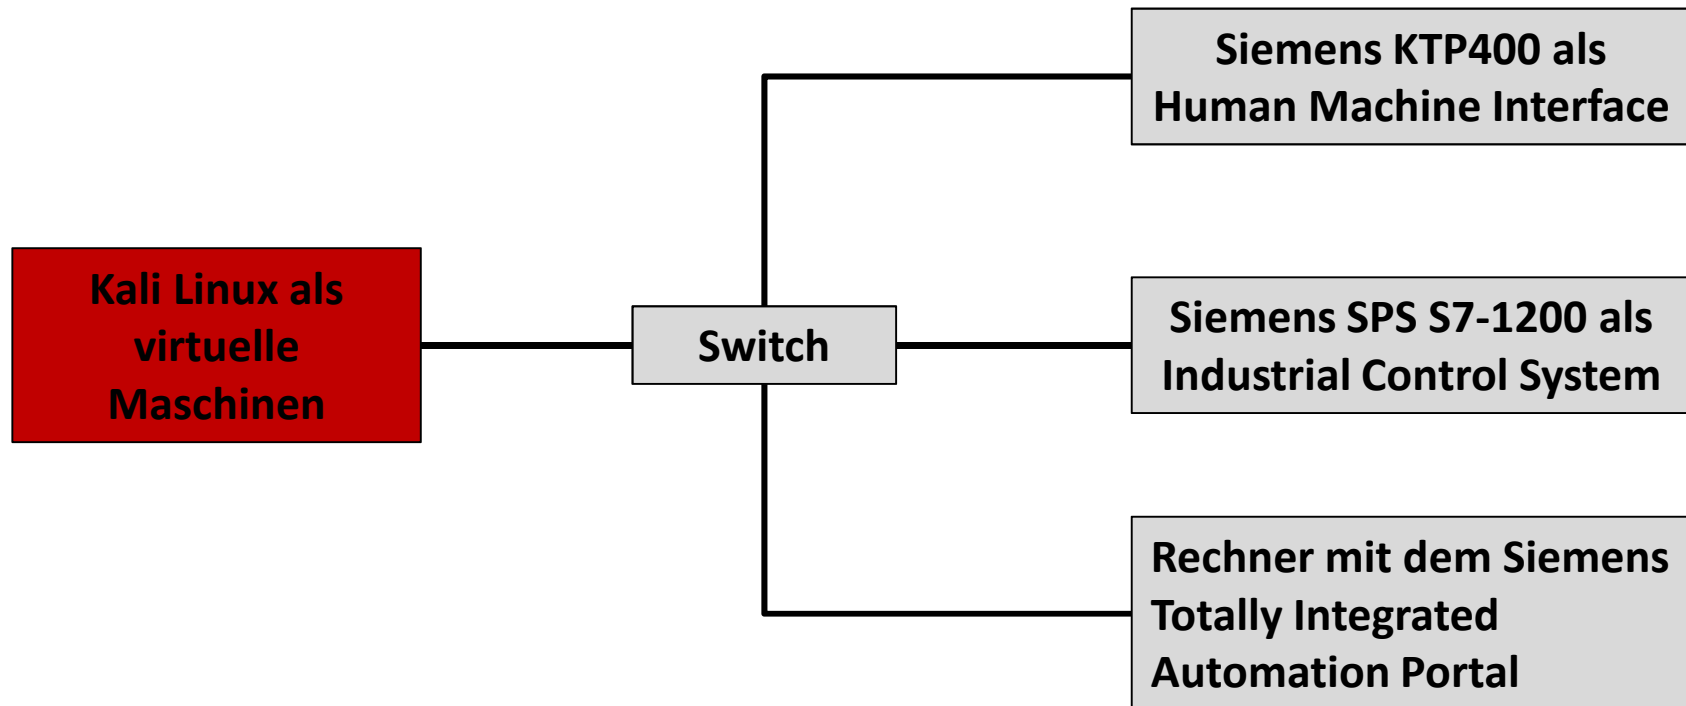 Siemens KTP400 als
Human Machine Interface
Kali Linux als
virtuelle
Maschinen
Switch
Siemens SPS S7-1200 als
Industrial Control System
Rechner mit dem Siemens
Totally Integrated
Automation Portal